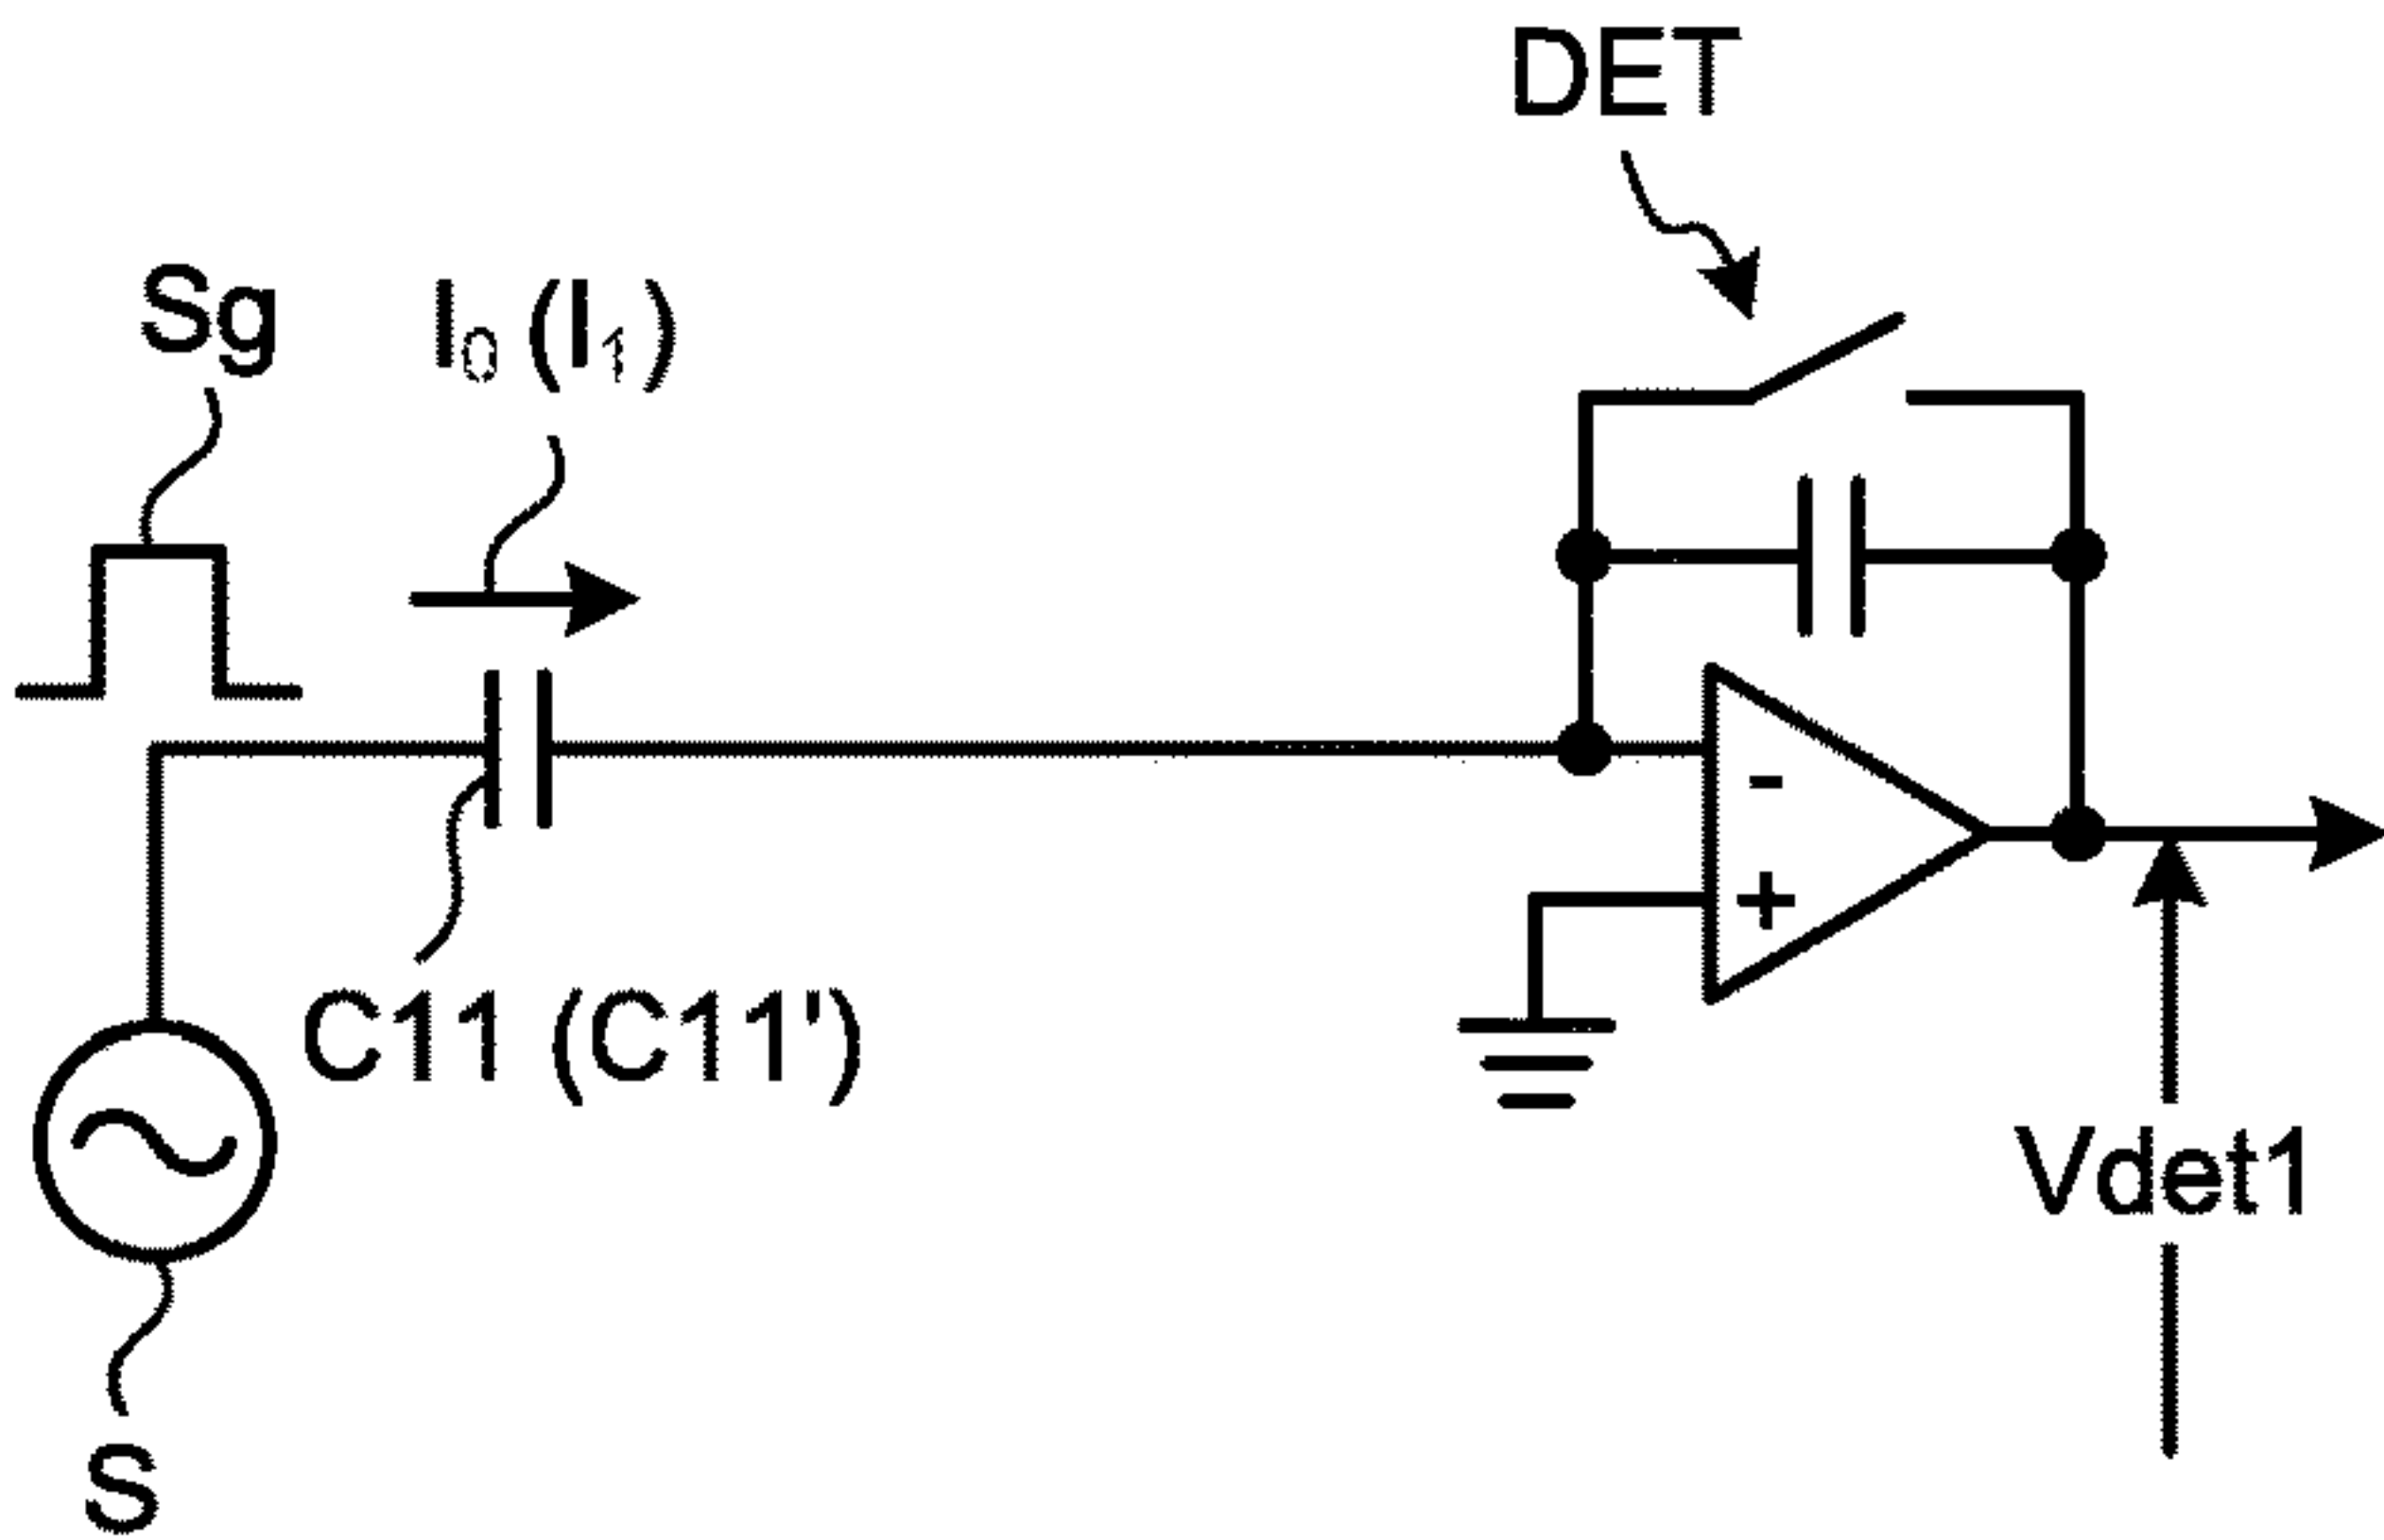 DET
Sg
I₀ (I₁)
-
+
C11 (C11')
Vdet1
S